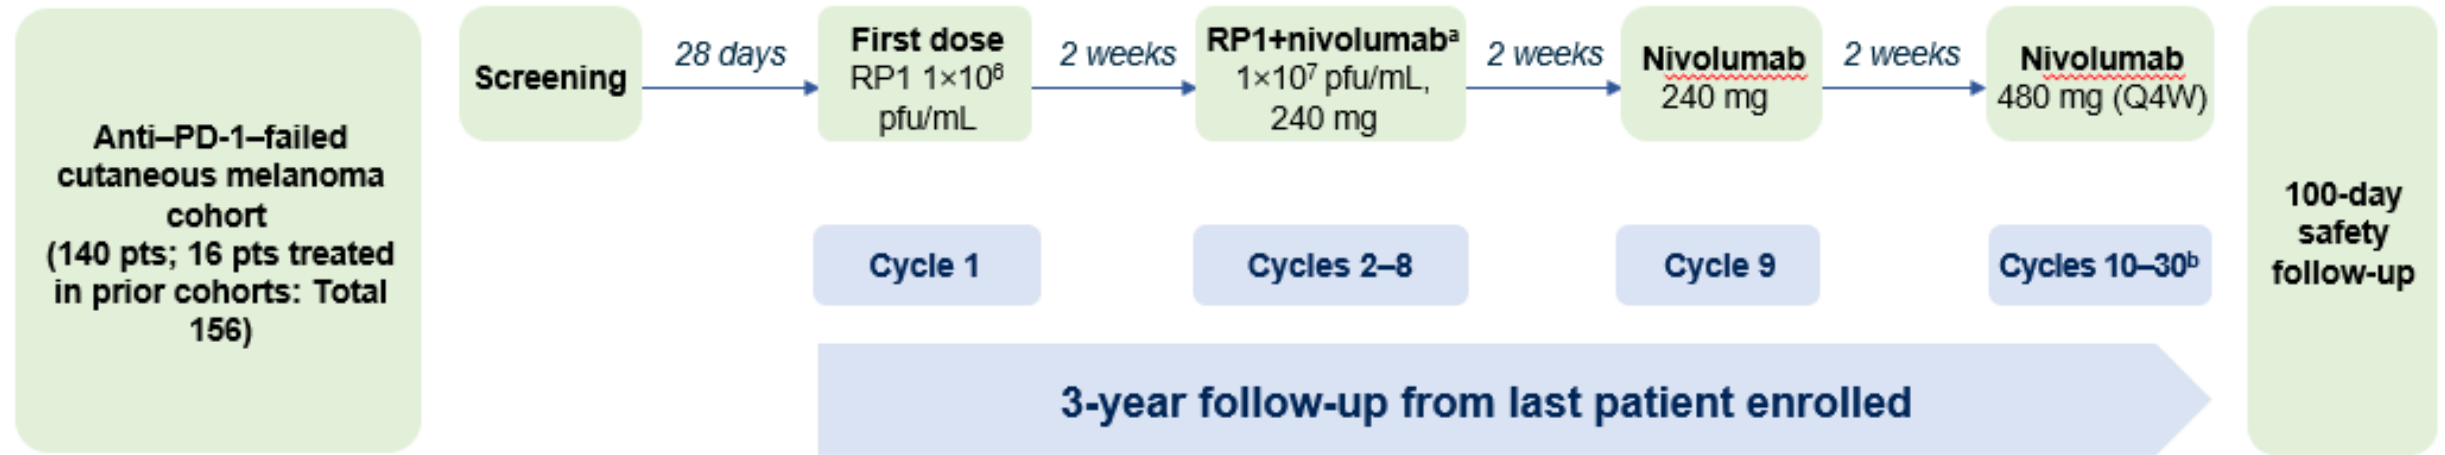 Anti–PD-1–failed
cutaneous melanoma
cohort
(140 pts; 16 pts treated
in prior cohorts: Total
156)
Screening
28 days
First dose
RP1 1×10⁶
pfu/mL
2 weeks
RP1+nivolumabᵃ
1×10⁷ pfu/mL,
240 mg
2 weeks
Nivolumab
240 mg
2 weeks
Nivolumab
480 mg (Q4W)
Cycle 1
Cycles 2–8
Cycle 9
Cycles 10–30ᵇ
3-year follow-up from last patient enrolled
100-day
safety
follow-up